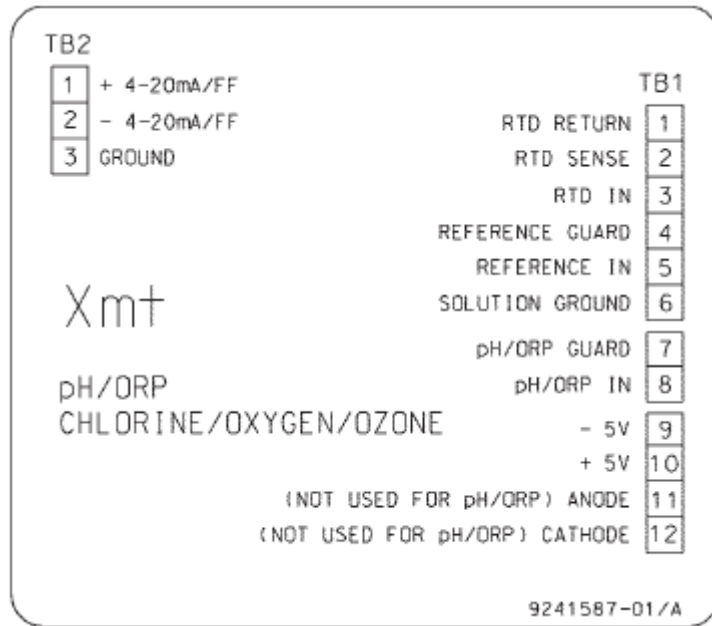 TB2
1 + 4-20mA/FF
2 - 4-20mA/FF
3 GROUND
TB1
RTD RETURN 1
RTD SENSE 2
RTD IN 3
REFERENCE GUARD 4
REFERENCE IN 5
SOLUTION GROUND 6
pH/ORP GUARD 7
pH/ORP IN 8
- 5V 9
+ 5V 10
(NOT USED FOR pH/ORP) ANODE 11
(NOT USED FOR pH/ORP) CATHODE 12
Xmt
pH/ORP
CHLORINE/OXYGEN/OZONE
9241587-01/A